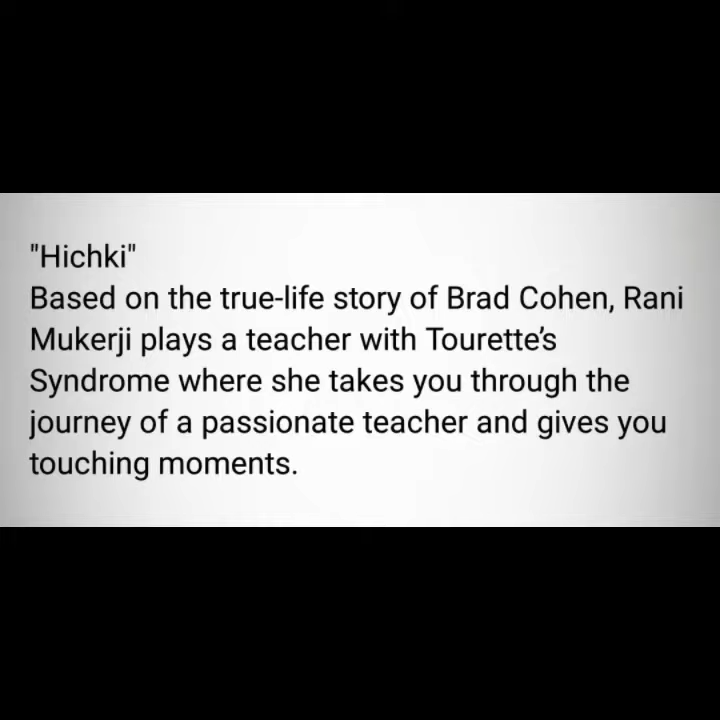 "Hichki"
Based on the true-life story of Brad Cohen, Rani
Mukerji plays a teacher with Tourette’s
Syndrome where she takes you through the
journey of a passionate teacher and gives you
touching moments.